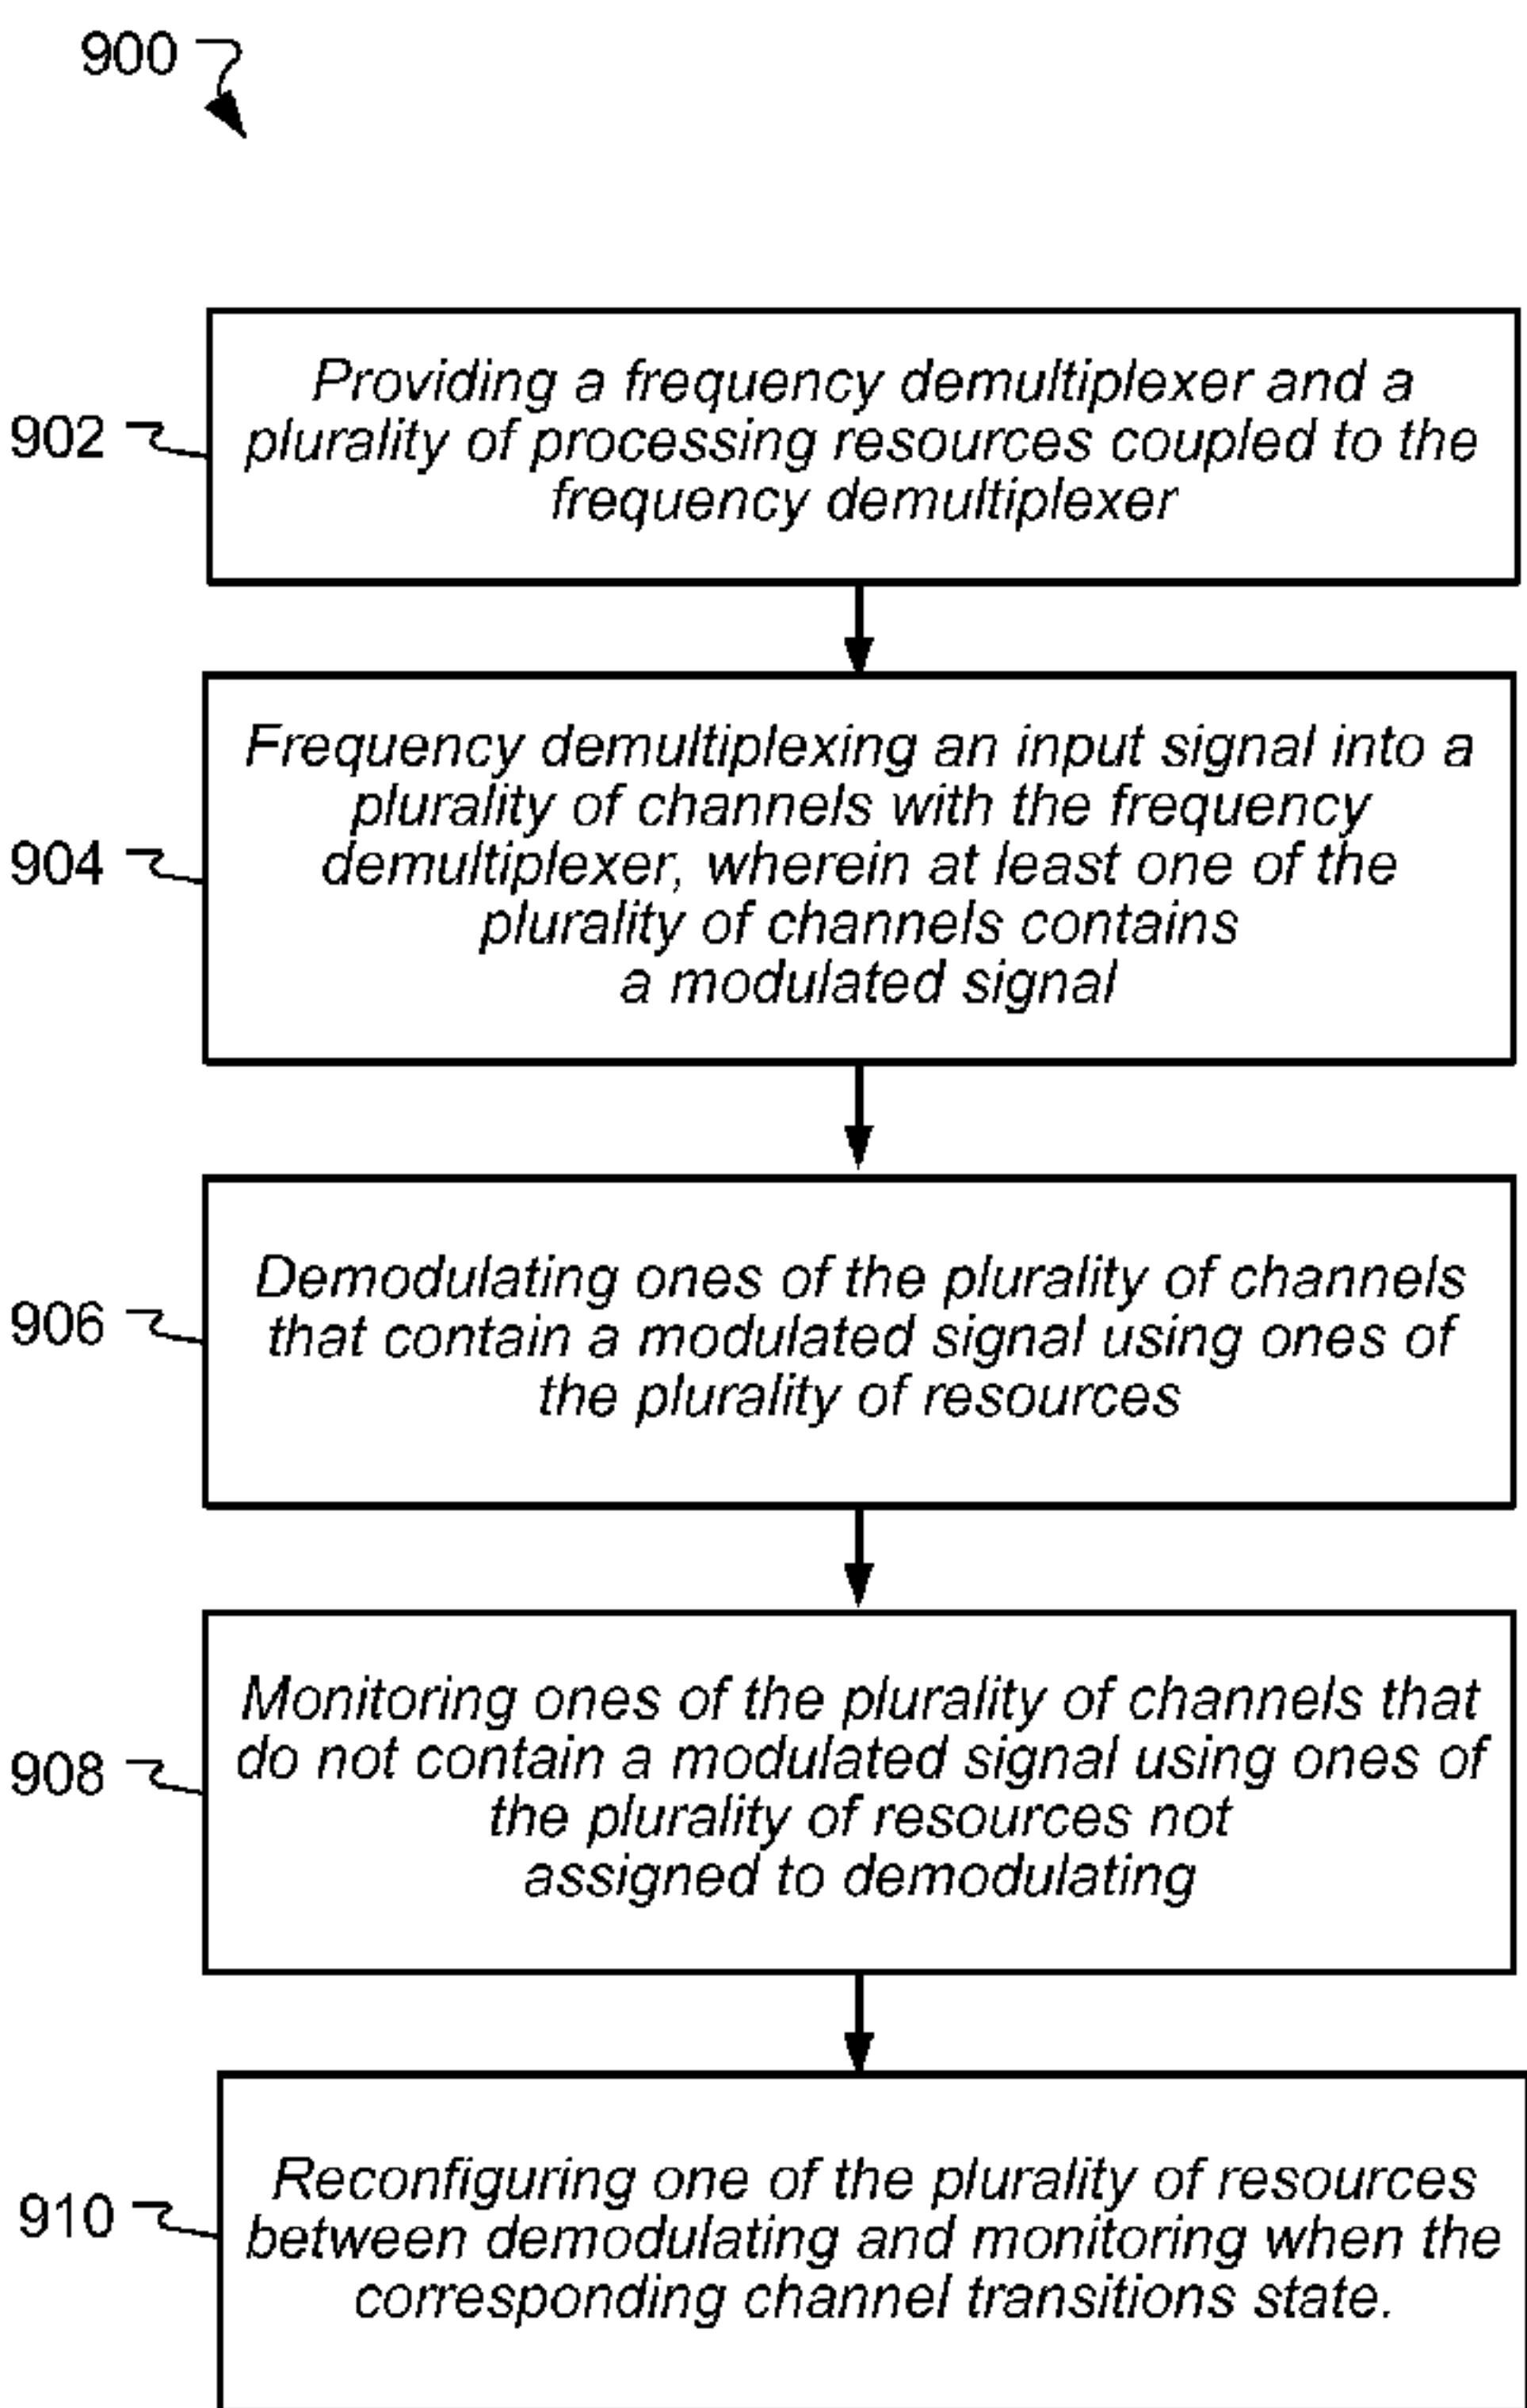 900
902
Providing a frequency demultiplexer and a
plurality of processing resources coupled to the
frequency demultiplexer
904
Frequency demultiplexing an input signal into a
plurality of channels with the frequency
demultiplexer, wherein at least one of the
plurality of channels contains
a modulated signal
906
Demodulating ones of the plurality of channels
that contain a modulated signal using ones of
the plurality of resources
908
Monitoring ones of the plurality of channels that
do not contain a modulated signal using ones of
the plurality of resources not
assigned to demodulating
910
Reconfiguring one of the plurality of resources
between demodulating and monitoring when the
corresponding channel transitions state.